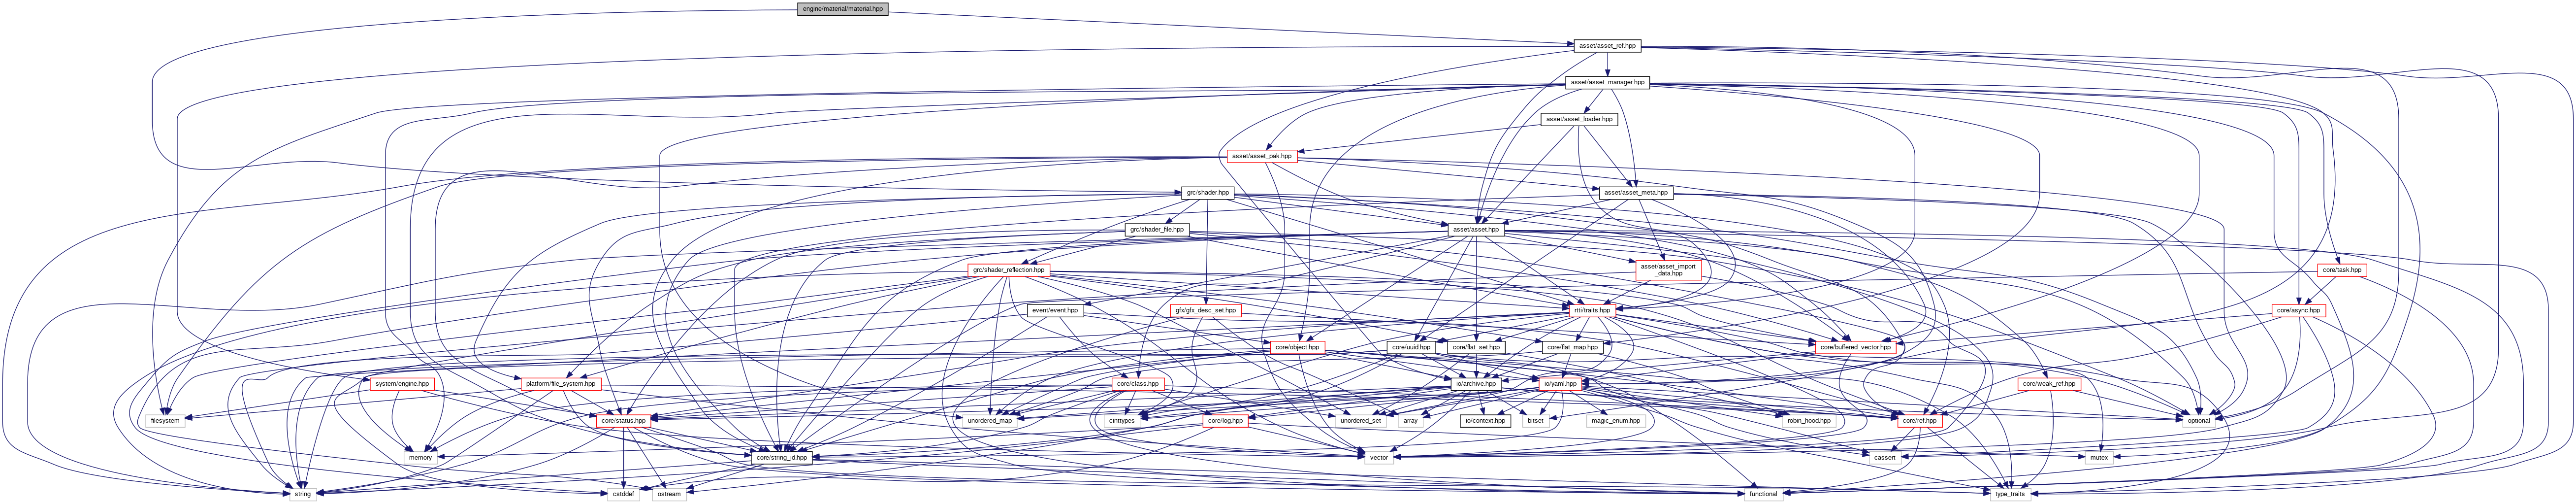 engine/material/material.hpp
asset/asset_ref.hpp
asset/asset_manager.hpp
asset/asset_loader.hpp
asset/asset_pak.hpp
grc/shader.hpp
asset/asset_meta.hpp
grc/shader_file.hpp
asset/asset.hpp
grc/shader_reflection.hpp
asset/asset_import
_data.hpp
core/task.hpp
event/event.hpp
gfx/gfx_desc_set.hpp
rtti/traits.hpp
core/async.hpp
core/object.hpp
core/uuid.hpp
core/flat_set.hpp
core/flat_map.hpp
core/buffered_vector.hpp
system/engine.hpp
platform/file_system.hpp
core/class.hpp
io/archive.hpp
io/yaml.hpp
core/weak_ref.hpp
filesystem
core/status.hpp
unordered_map
core/log.hpp
cinttypes
unordered_set
array
io/context.hpp
bitset
magic_enum.hpp
robin_hood.hpp
core/ref.hpp
optional
memory
core/string_id.hpp
vector
cassert
mutex
string
cstddef
ostream
functional
type_traits